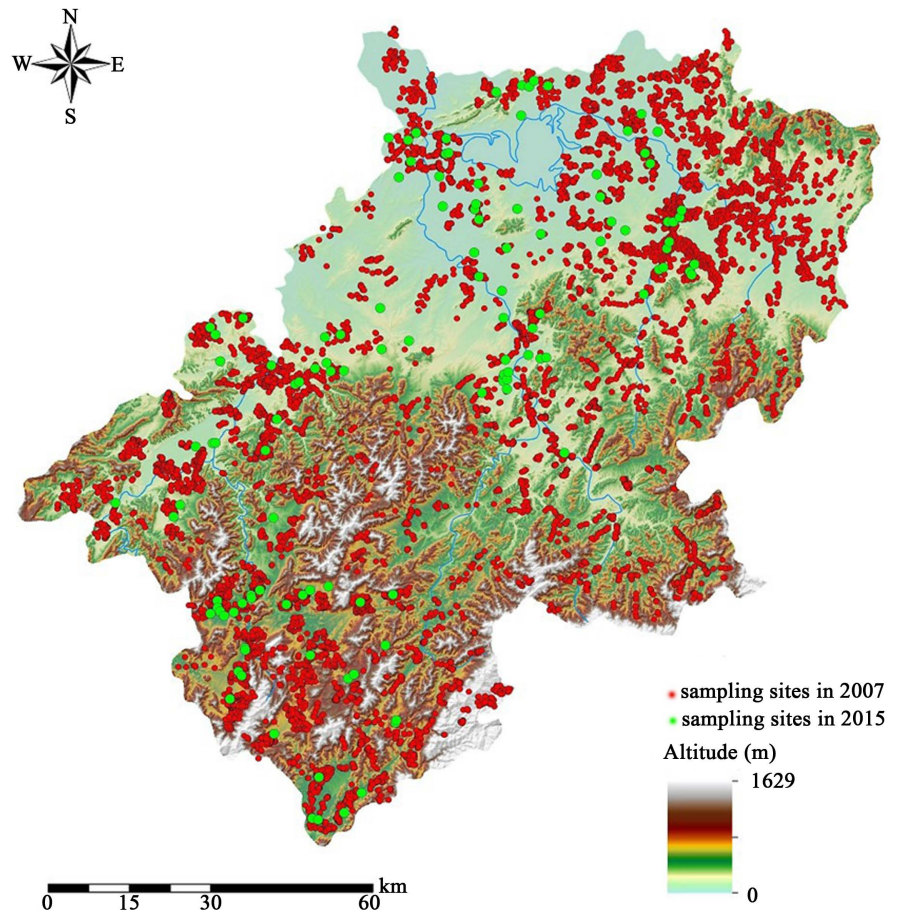 N
W E
S
sampling sites in 2007
sampling sites in 2015
Altitude (m)
1629
0
km
0 15 30 60